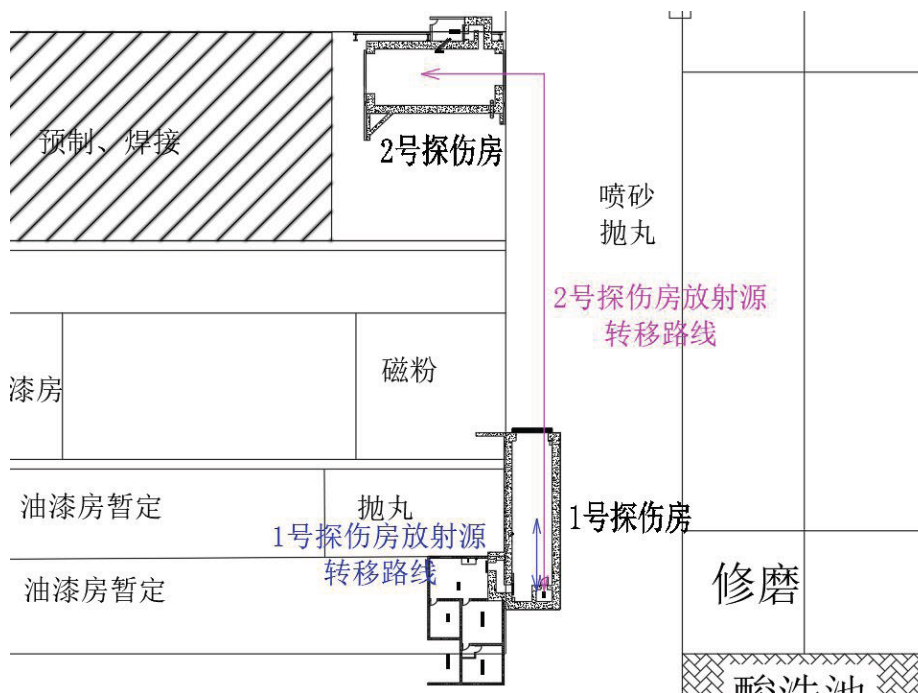 预制、焊接
2号探伤房
喷砂
抛丸
2号探伤房放射源
转移路线
磁粉
漆房
油漆房暂定
抛丸
1号探伤房
1号探伤房放射源
转移路线
油漆房暂定
修磨
酸洗池